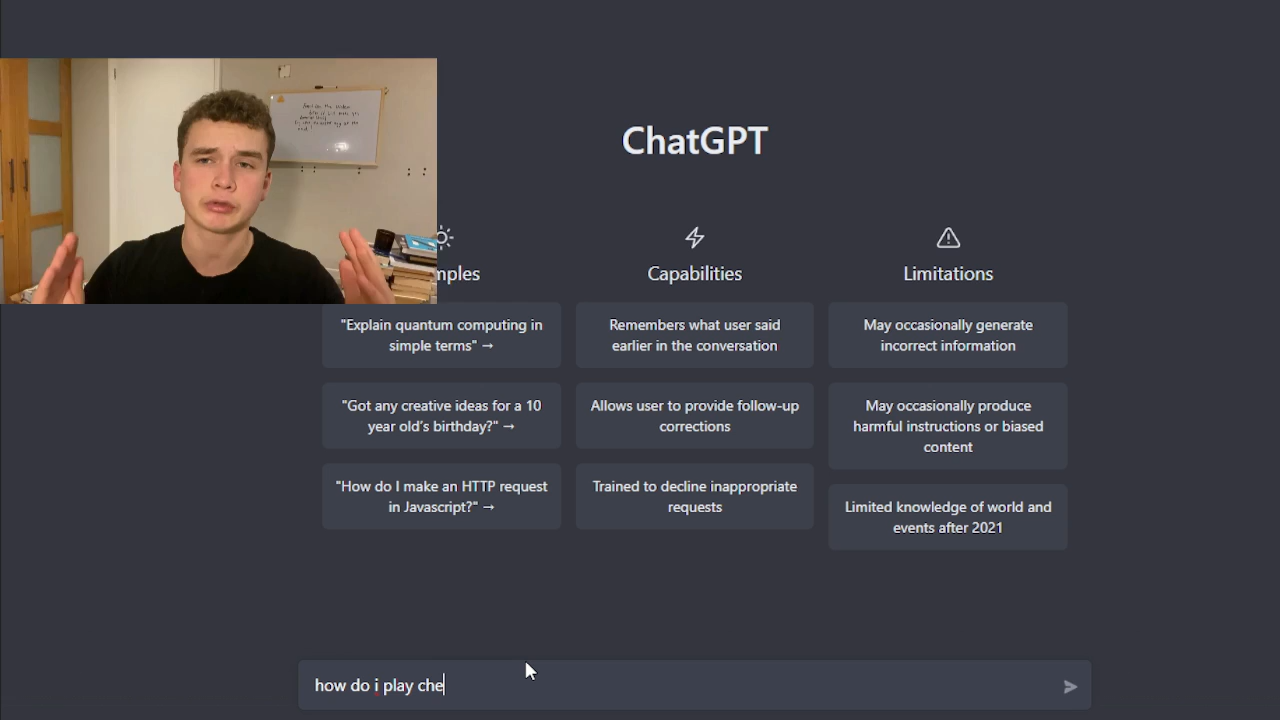 ChatGPT
mples
Capabilities
Limitations
"Explain quantum computing in
simple terms" →
Remembers what user said
earlier in the conversation
May occasionally generate
incorrect information
"Got any creative ideas for a 10
year old's birthday?" →
Allows user to provide follow-up
corrections
May occasionally produce
harmful instructions or biased
content
"How do I make an HTTP request
in Javascript?" →
Trained to decline inappropriate
requests
Limited knowledge of world and
events after 2021
how do i play che